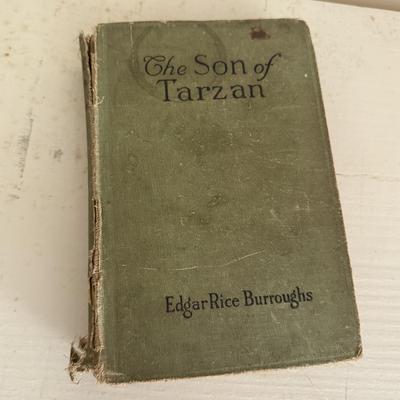 The Son of
Tarzan
Edgar Rice Burroughs